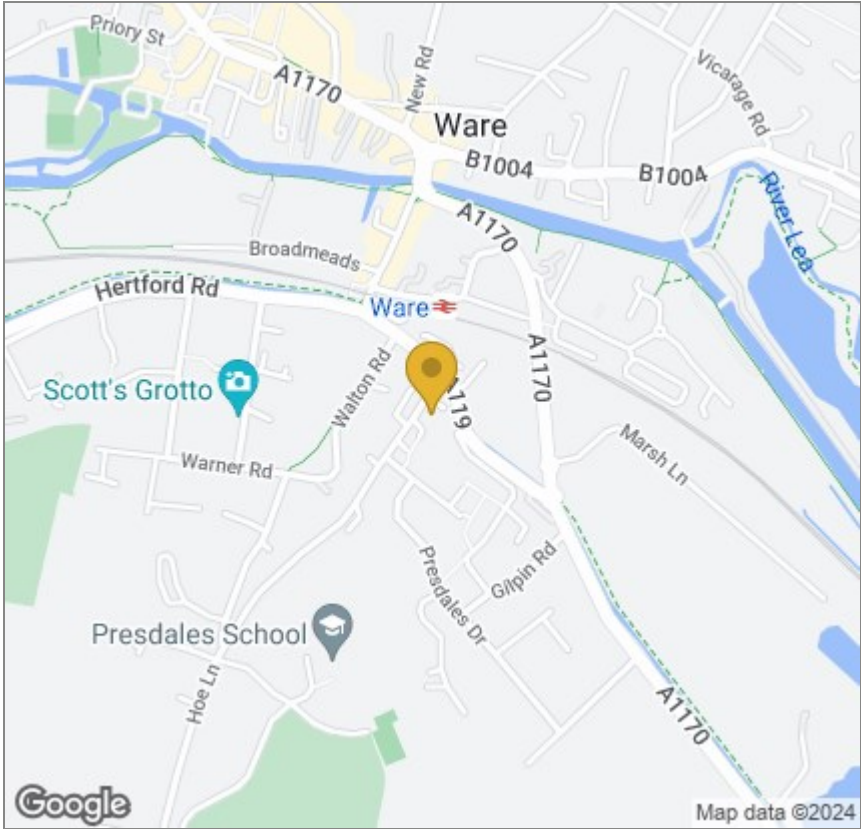 Priory St
A1170
New Rd
Vicarage Rd
Ware
B1004
B1004
River Lea
A1170
Broadmeads
Hertford Rd
Ware
A1170
Scott's Grotto
Walton Rd
A119
Warner Rd
Marsh Ln
Presdales Dr
Gilpin Rd
Presdales School
Hoe Ln
A1170
Google
Map data ©2024